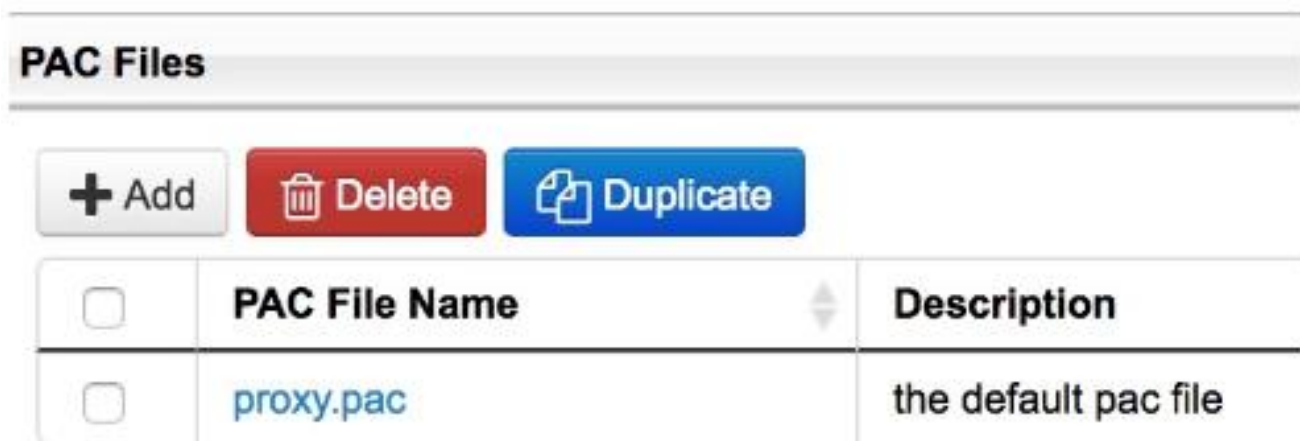 PAC Files
Add Delete Duplicate
PAC File Name Description
proxy.pac the default pac file